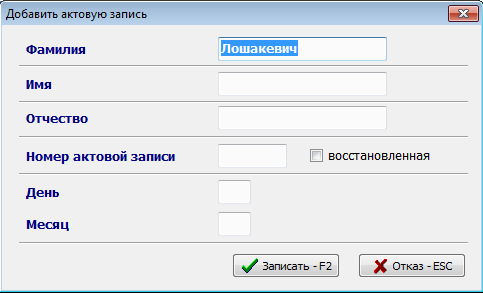 Добавить актовую запись
Фамилия Лошакевич
Имя
Отчество
Номер актовой записи восстановленная
День
Месяц
Записать - F2 Отказ - ESC